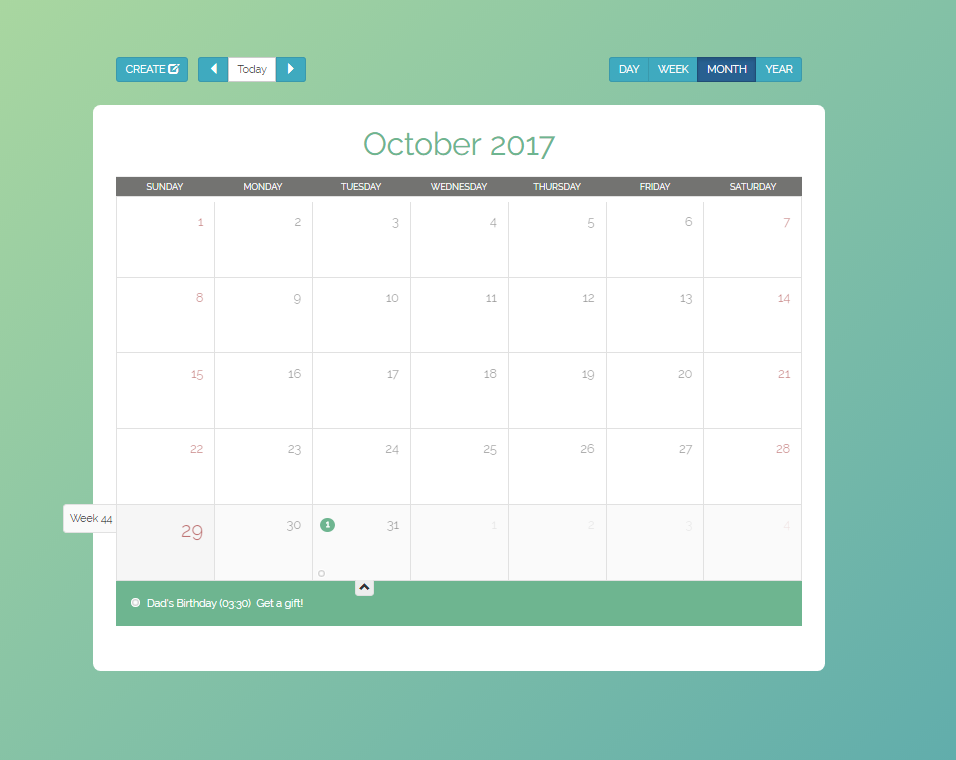 CREATE Today DAY WEEK MONTH YEAR
October 2017
SUNDAY MONDAY TUESDAY WEDNESDAY THURSDAY FRIDAY SATURDAY
1 2 3 4 5 6 7
8 9 10 11 12 13 14
15 16 17 18 19 20 21
22 23 24 25 26 27 28
Week 44 29 30 1 31 1 2 3 4
Dad's Birthday (03:30) Get a gift!